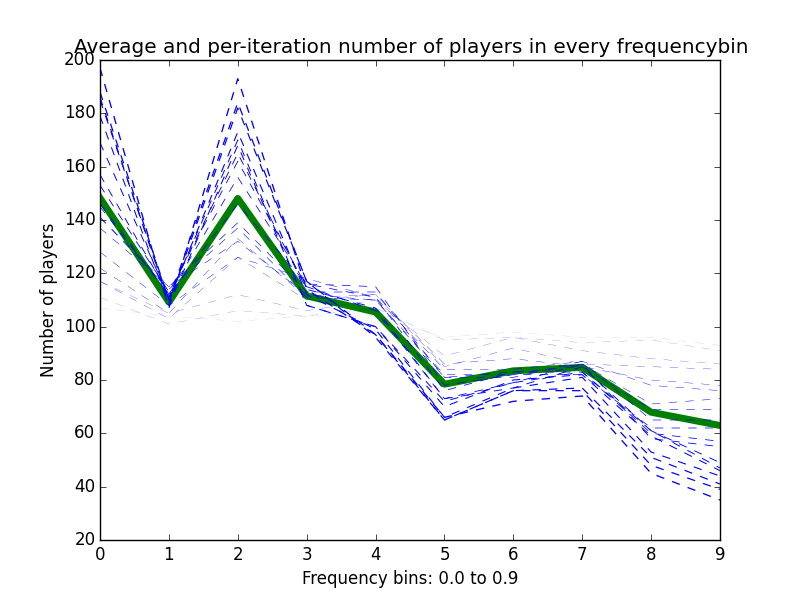 Average and per-iteration number of players in every frequencybin
200
180
160
140
120
100
80
60
40
20
Number of players
0 1 2 3 4 5 6 7 8 9
Frequency bins: 0.0 to 0.9